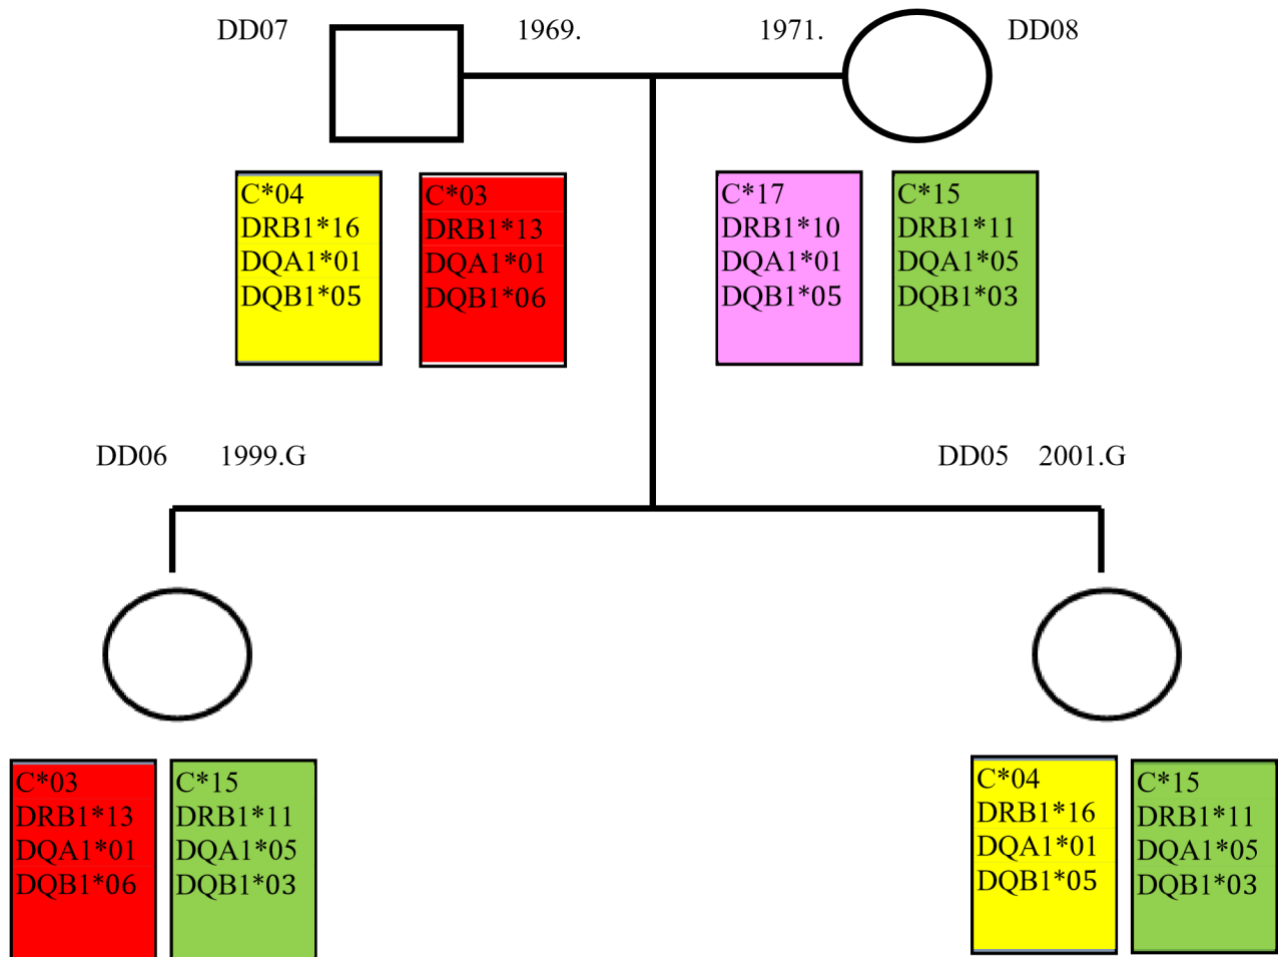 DD07 1969. 1971. DD08
C*04
DRB1*16
DQA1*01
DQB1*05
C*03
DRB1*13
DQA1*01
DQB1*06
C*17
DRB1*10
DQA1*01
DQB1*05
C*15
DRB1*11
DQA1*05
DQB1*03
DD06 1999.G
DD05 2001.G
C*03
DRB1*13
DQA1*01
DQB1*06
C*15
DRB1*11
DQA1*05
DQB1*03
C*04
DRB1*16
DQA1*01
DQB1*05
C*15
DRB1*11
DQA1*05
DQB1*03